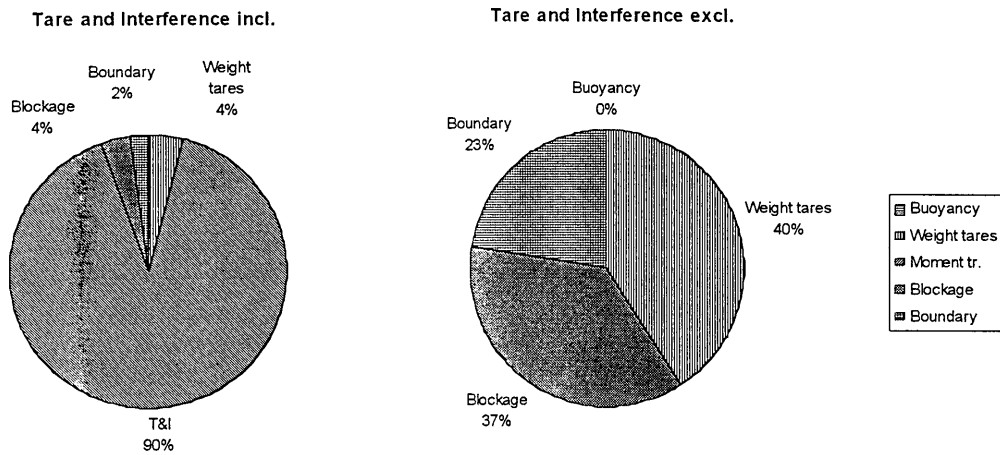 Tare and Interference incl.
Boundary
2%
Weight
tares
4%
Blockage
4%
T&I
90%
Tare and Interference excl.
Buoyancy
0%
Boundary
23%
Weight tares
40%
Blockage
37%
Buoyancy
Weight tares
Moment tr.
Blockage
Boundary